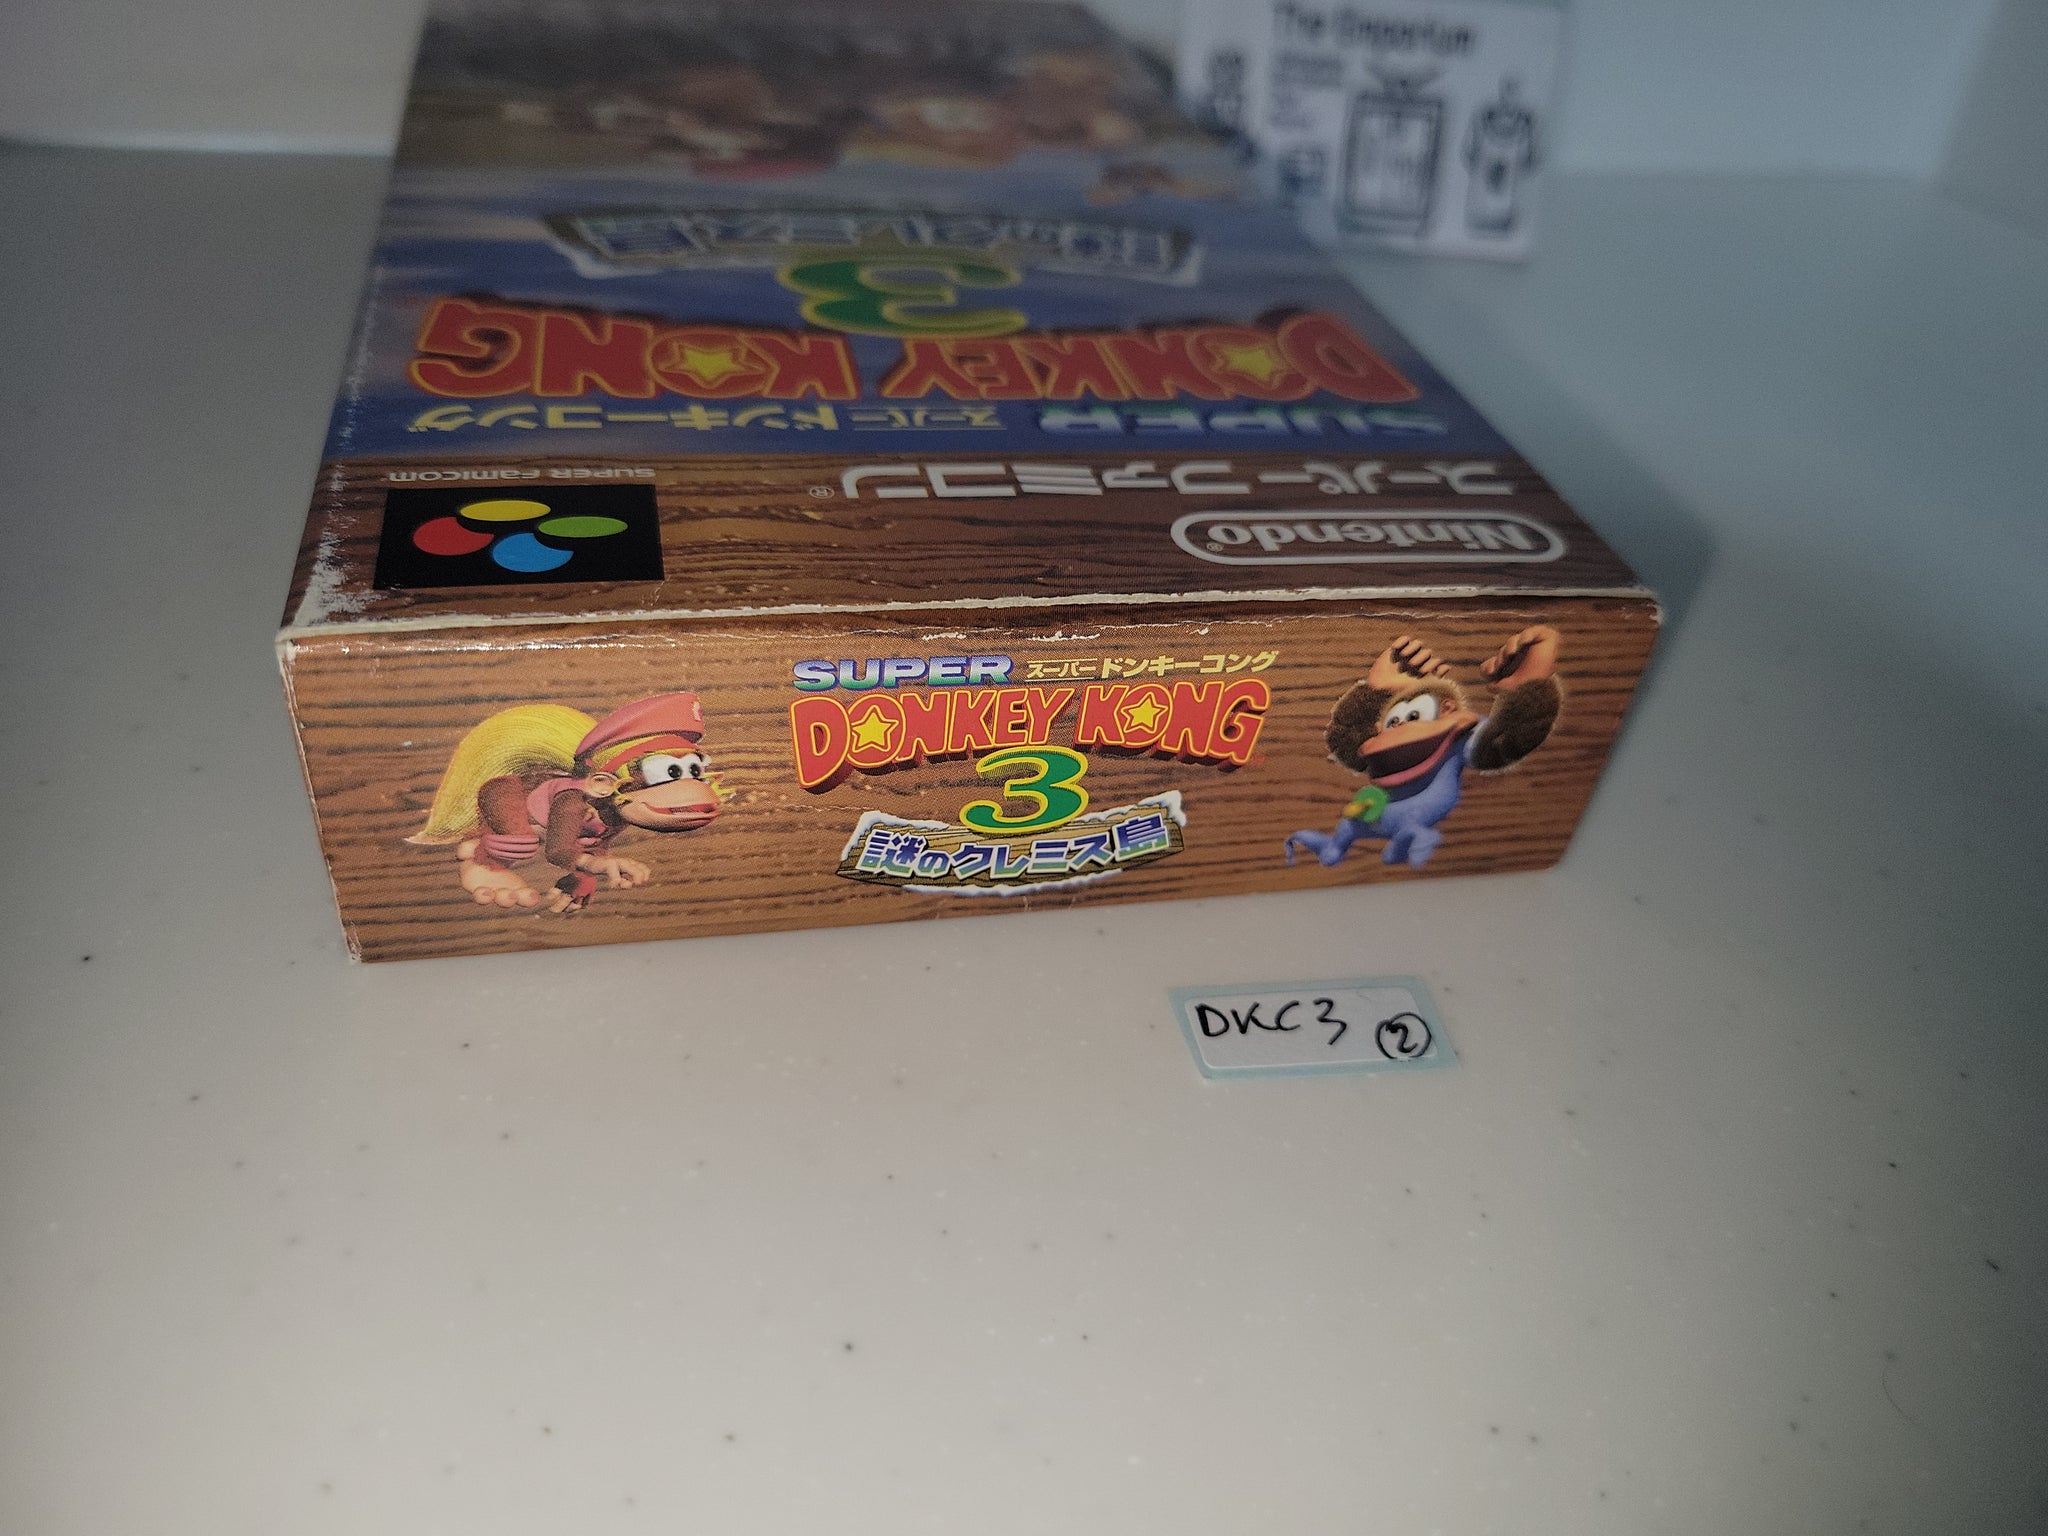 The Emporium
謎のクレミス島
3
DONKEY KONG
SUPER スーパードンキーコング
SUPER FAMICOM
スーパーファミコン®
Nintendo®
SUPER スーパードンキーコング
DONKEY KONG
3
謎のクレミス島
DKC3 ②